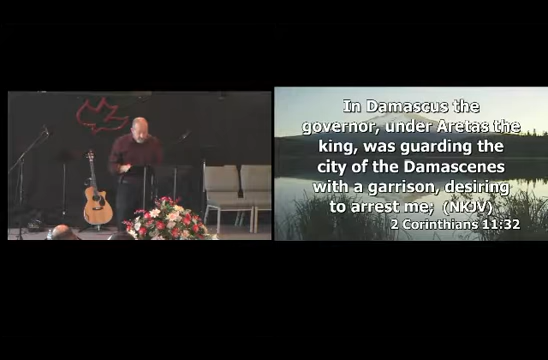 In Damascus the
governor, under Aretas the
king, was guarding the
city of the Damascenes
with a garrison, desiring
to arrest me; (NKJV)
2 Corinthians 11:32